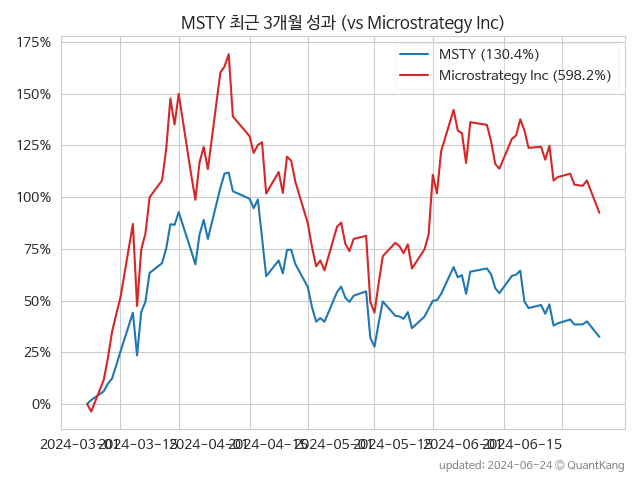 MSTY 최근 3개월 성과 (vs Microstrategy Inc)
MSTY (130.4%)
Microstrategy Inc (598.2%)
175%
150%
125%
100%
75%
50%
25%
0%
2024-03-01 2024-03-15 2024-04-01 2024-04-15 2024-05-01 2024-05-15 2024-06-01 2024-06-15
updated: 2024-06-24 © QuantKang